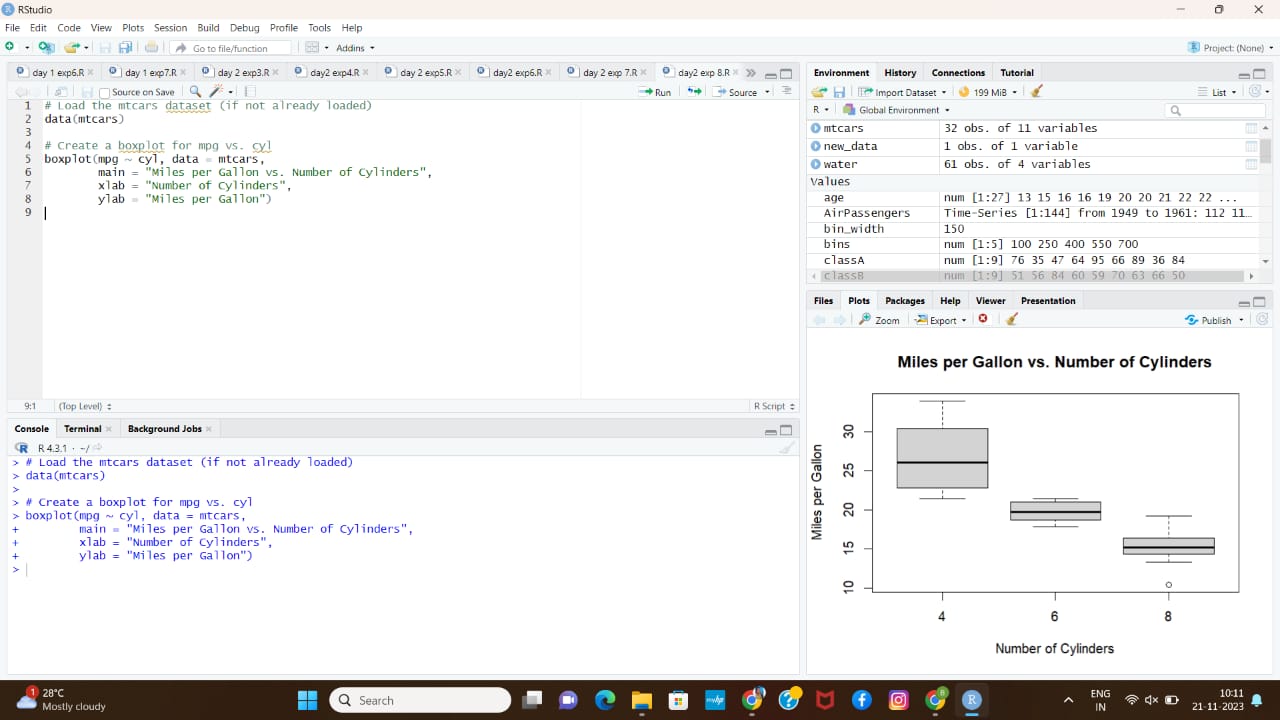 RStudio
File Edit Code View Plots Session Build Debug Profile Tools Help
Go to file/function Addins Project: (None)
day 1 exp6.R day 1 exp7.R day 2 exp3.R day2 exp4.R day 2 exp5.R day2 exp6.R day 2 exp 7.R day2 exp 8.R
Source on Save Run Source
1 # Load the mtcars dataset (if not already loaded)
2 data(mtcars)
3
4 # Create a boxplot for mpg vs. cyl
5 boxplot(mpg ~ cyl, data = mtcars,
6 main = "Miles per Gallon vs. Number of Cylinders",
7 xlab = "Number of Cylinders",
8 ylab = "Miles per Gallon")
9
9:1 (Top Level) R Script
Console Terminal Background Jobs
R 4.3.1 · ~/
> # Load the mtcars dataset (if not already loaded)
> data(mtcars)
>
> # Create a boxplot for mpg vs. cyl
> boxplot(mpg ~ cyl, data = mtcars,
+ main = "Miles per Gallon vs. Number of Cylinders",
+ xlab = "Number of Cylinders",
+ ylab = "Miles per Gallon")
>
Environment History Connections Tutorial
Import Dataset 199 MiB List
R Global Environment
mtcars 32 obs. of 11 variables
new_data 1 obs. of 1 variable
water 61 obs. of 4 variables
Values
age num [1:27] 13 15 16 16 19 20 20 21 22 22 ...
AirPassengers Time-Series [1:144] from 1949 to 1961: 112 11…
bin_width 150
bins num [1:5] 100 250 400 550 700
classA num [1:9] 76 35 47 64 95 66 89 36 84
classB num [1:9] 51 56 84 60 59 70 63 66 50
Files Plots Packages Help Viewer Presentation
Zoom Export Publish
Miles per Gallon vs. Number of Cylinders
Miles per Gallon
30
25
20
15
10
4 6 8
Number of Cylinders
1 28°C
Mostly cloudy
Search
ENG
IN
10:11
21-11-2023